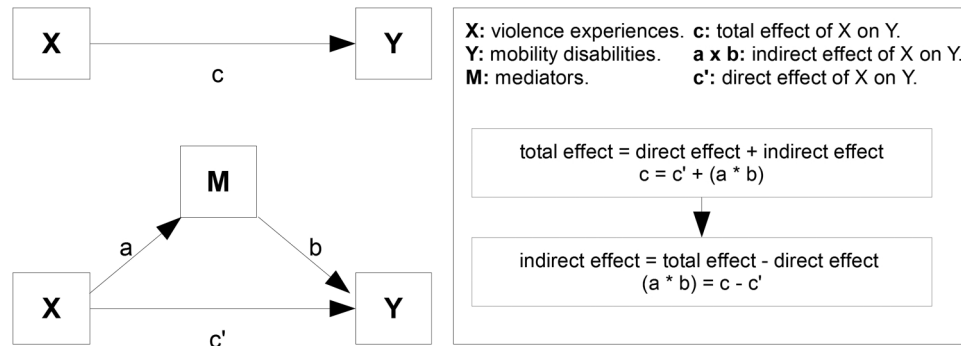 X
Y
c
M
a
b
X
Y
c'
X: violence experiences. c: total effect of X on Y.
Y: mobility disabilities. a x b: indirect effect of X on Y.
M: mediators. c': direct effect of X on Y.
total effect = direct effect + indirect effect
c = c' + (a * b)
indirect effect = total effect - direct effect
(a * b) = c - c'